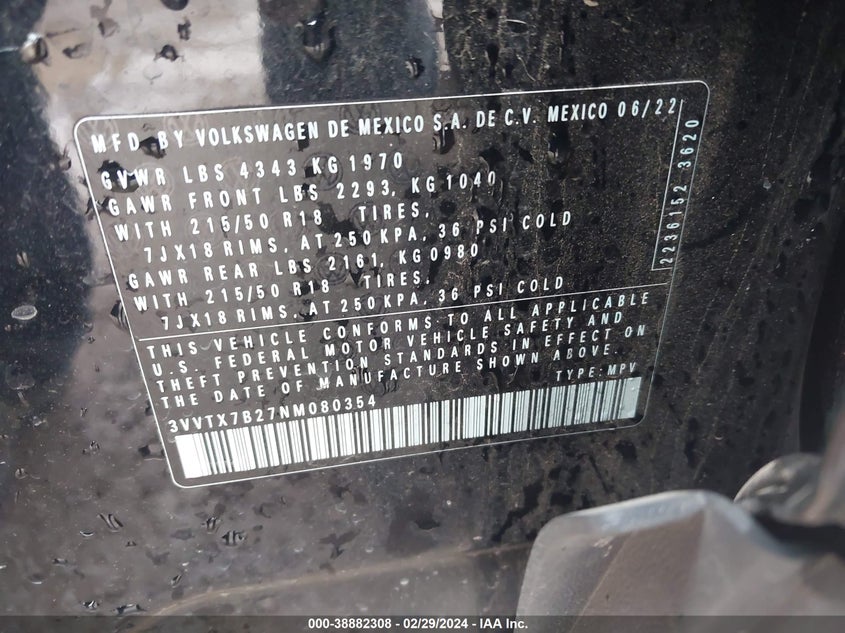 MFD. BY VOLKSWAGEN DE MEXICO S.A. DE C.V. MEXICO 06/22
GVWR LBS 4343 KG 1970
GAWR FRONT LBS 2293, KG 1040
WITH 215/50 R18 TIRES,
7JX18 RIMS, AT 250 KPA, 36 PSI COLD
GAWR REAR LBS 2161, KG0980
WITH 215/50 R18 TIRES,
7JX18 RIMS, AT 250 KPA, 36 PSI COLD
2236152 3620
THIS VEHICLE CONFORMS TO ALL APPLICABLE
U.S. FEDERAL MOTOR VEHICLE SAFETY AND
THEFT PREVENTION STANDARDS IN EFFECT ON
THE DATE OF MANUFACTURE SHOWN ABOVE.
TYPE: MPV
3VVTX7B27NM080354
000-38882308 - 02/29/2024 - IAA Inc.